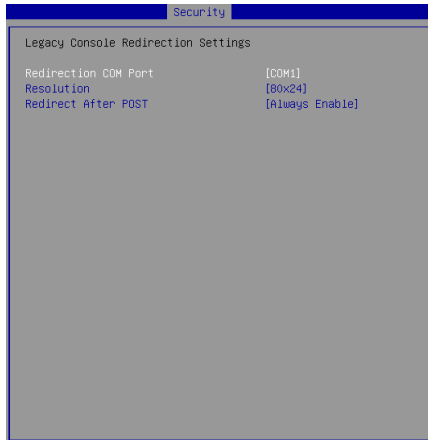 Security
Legacy Console Redirection Settings
Redirection COM Port [COM1]
Resolution [80x24]
Redirect After POST [Always Enable]